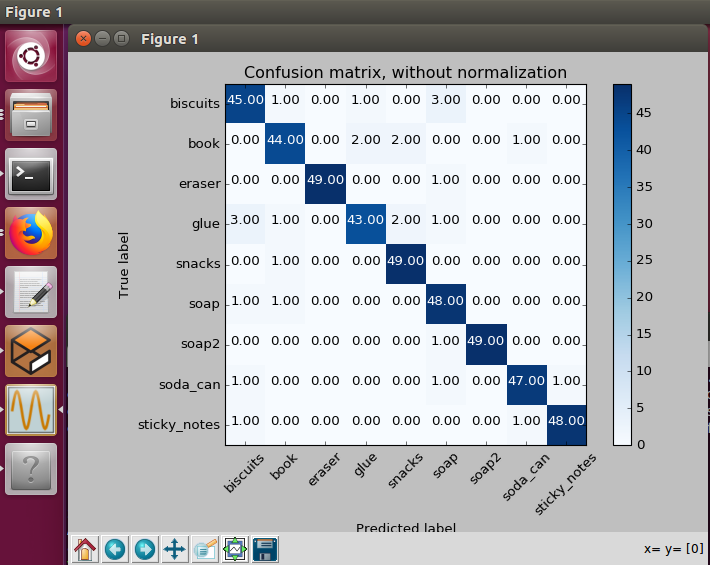 Figure 1
Figure 1
Confusion matrix, without normalization
biscuits 45.00 1.00 0.00 1.00 0.00 3.00 0.00 0.00 0.00
book 0.00 44.00 0.00 2.00 2.00 0.00 0.00 1.00 0.00
eraser 0.00 0.00 49.00 0.00 0.00 1.00 0.00 0.00 0.00
glue 3.00 1.00 0.00 43.00 2.00 1.00 0.00 0.00 0.00
snacks 0.00 1.00 0.00 0.00 49.00 0.00 0.00 0.00 0.00
soap 1.00 1.00 0.00 0.00 0.00 48.00 0.00 0.00 0.00
soap2 0.00 0.00 0.00 0.00 0.00 1.00 49.00 0.00 0.00
soda_can 1.00 0.00 0.00 0.00 0.00 1.00 0.00 47.00 1.00
sticky_notes 1.00 0.00 0.00 0.00 0.00 0.00 0.00 1.00 48.00
True label
biscuits book eraser glue snacks soap soap2 soda_can sticky_notes
Predicted label
45
40
35
30
25
20
15
10
5
0
x= y= [0]